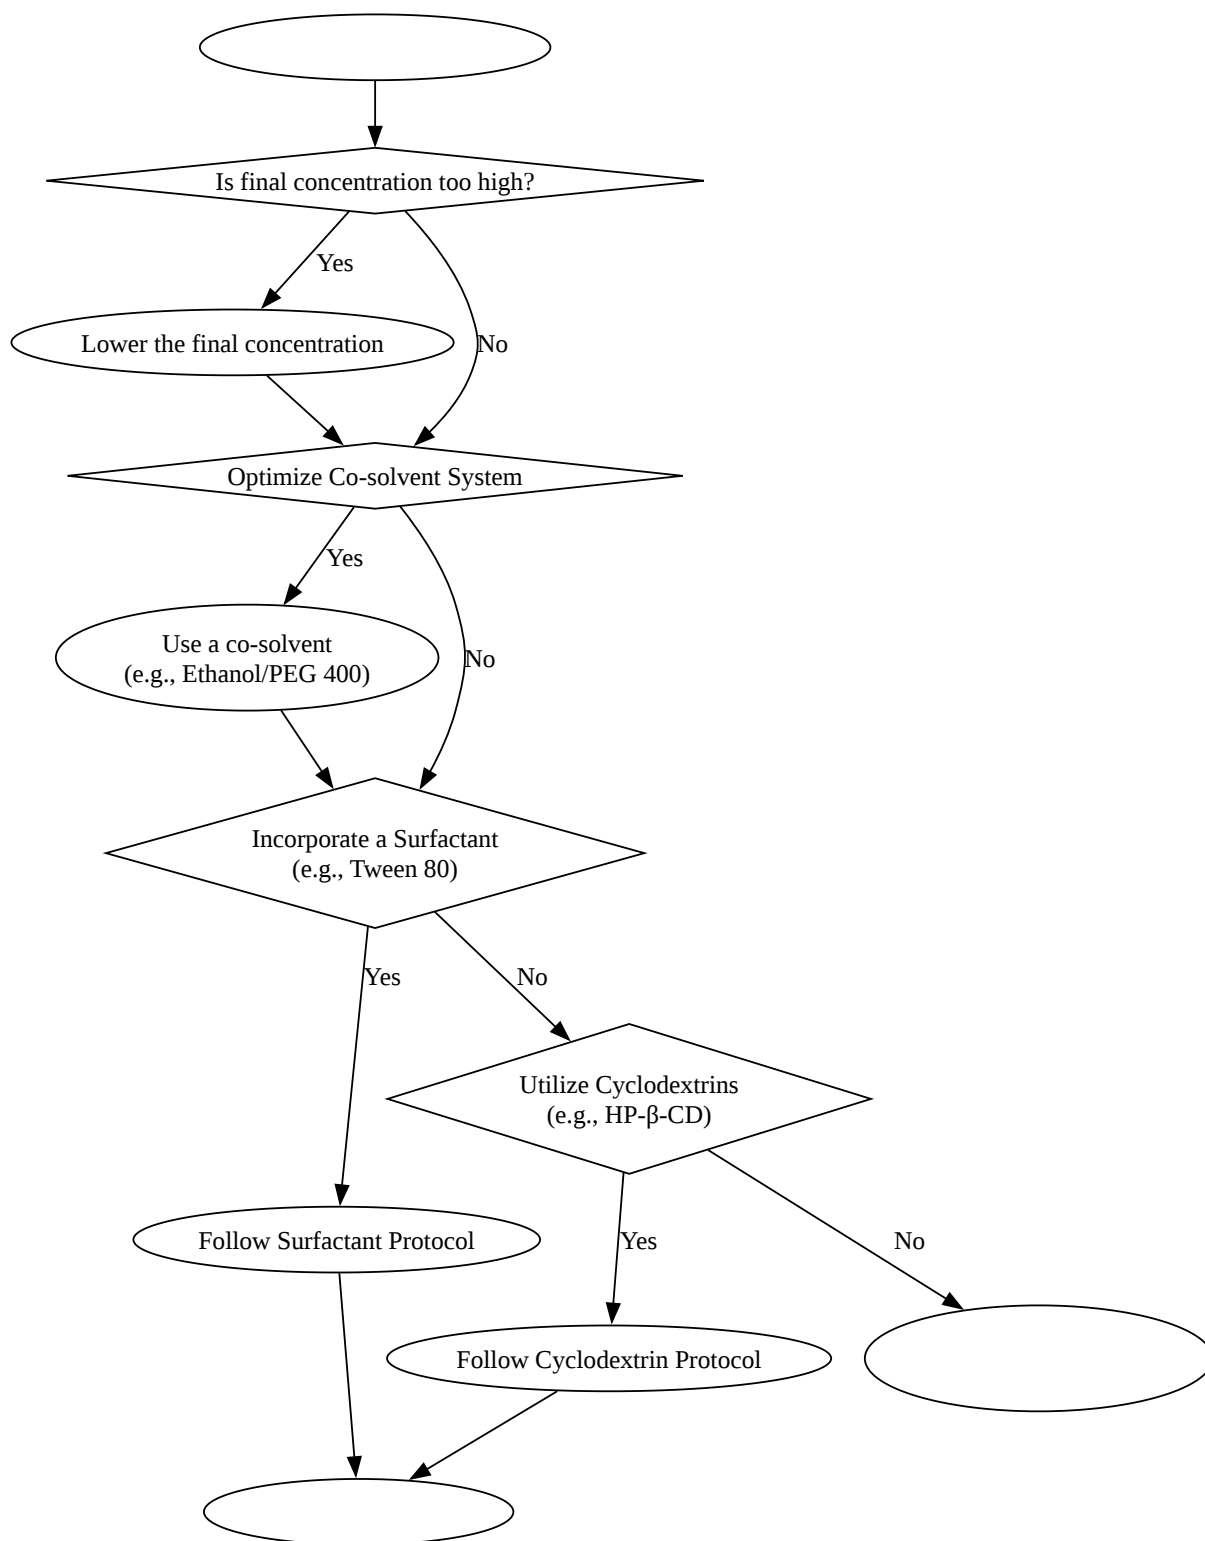 Is final concentration too high?
Yes
Lower the final concentration
No
Optimize Co-solvent System
Yes
Use a co-solvent
(e.g., Ethanol/PEG 400)
No
Incorporate a Surfactant
(e.g., Tween 80)
Yes
No
Utilize Cyclodextrins
(e.g., HP-β-CD)
Follow Surfactant Protocol
Yes
No
Follow Cyclodextrin Protocol